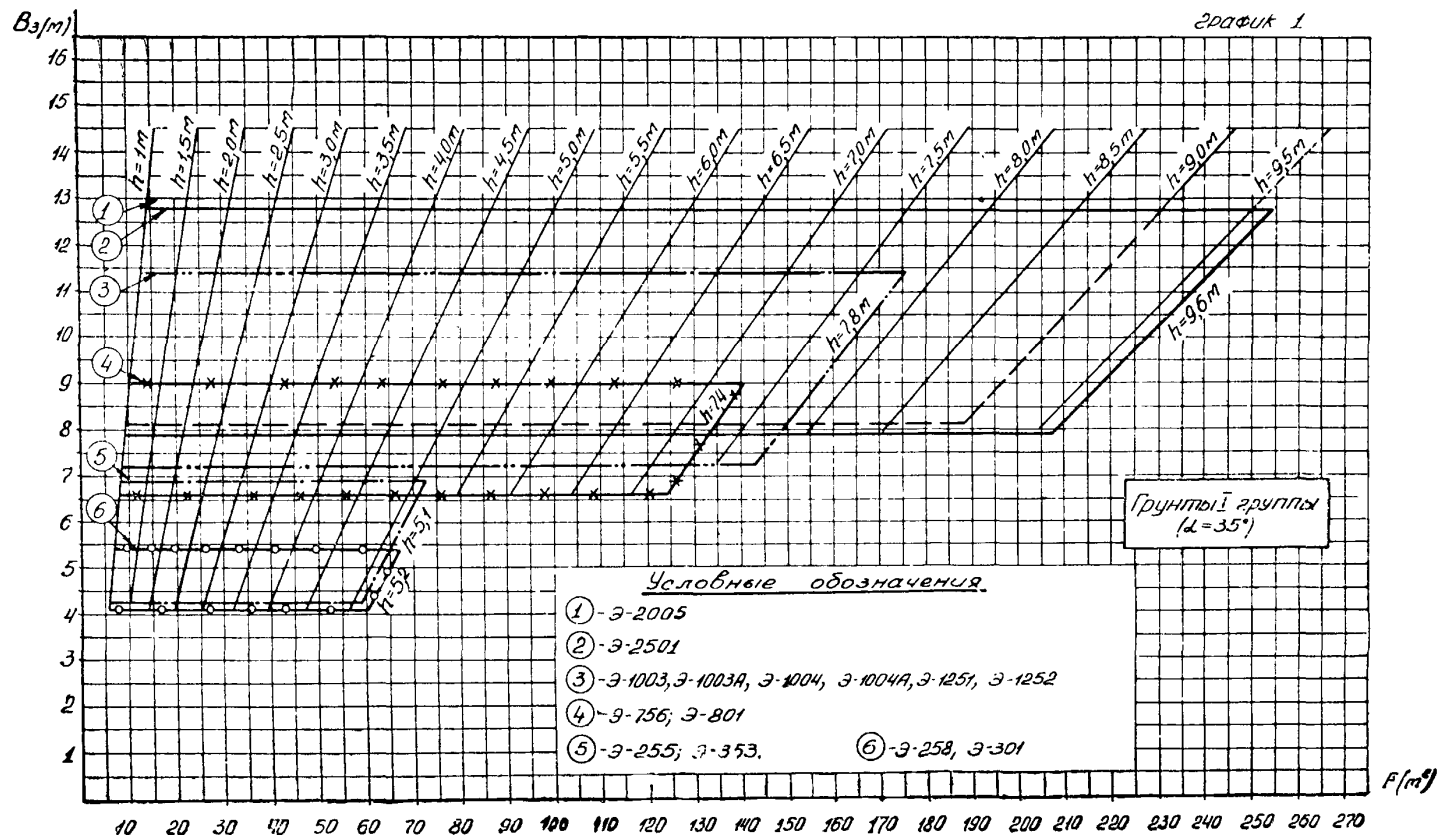 график 1
Bз(м)
16
15
14
13
12
11
10
9
8
7
6
5
4
3
2
1
h=1м
h=1,5м
h=2,0м
h=2,5м
h=3,0м
h=3,5м
h=4,0м
h=4,5м
h=5,0м
h=5,5м
h=6,0м
h=6,5м
h=7,0м
h=7,5м
h=8,0м
h=8,5м
h=9,0м
h=9,5м
1
2
3
4
5
6
h=7,8м
h=9,6м
h=7,4
h=5,1
h=5,2
Грунты I группы
(α=35°)
Условные обозначения
1 - Э-2005
2 - Э-2501
3 - Э-1003, Э-1003А, Э-1004, Э-1004А, Э-1251, Э-1252
4 - Э-756; Э-801
5 - Э-255; Э-353. 6 - Э-258, Э-301
F(м²)
10 20 30 40 50 60 70 80 90 100 110 120 130 140 150 160 170 180 190 200 210 220 230 240 250 260 270